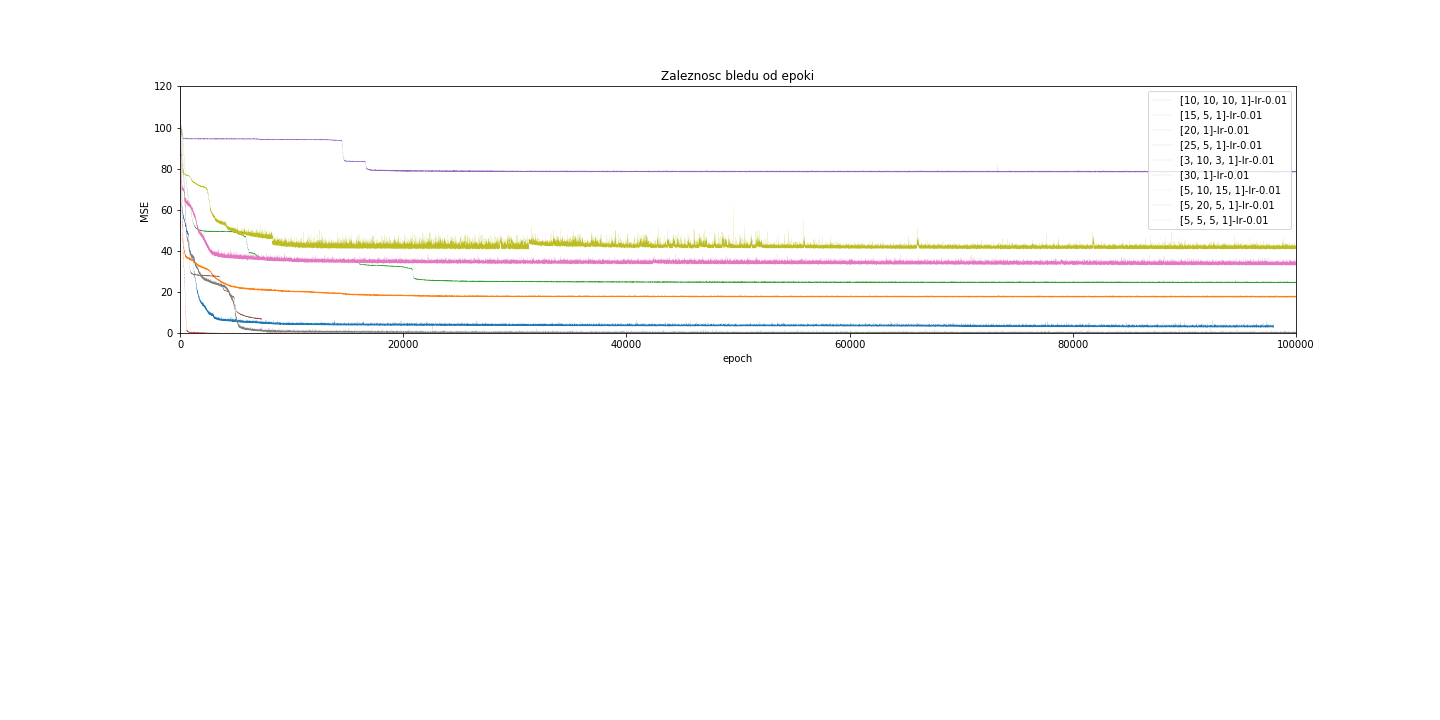 Zaleznosc bledu od epoki
120
100
80
60
40
20
0
MSE
[10, 10, 10, 1]-lr-0.01
[15, 5, 1]-lr-0.01
[20, 1]-lr-0.01
[25, 5, 1]-lr-0.01
[3, 10, 3, 1]-lr-0.01
[30, 1]-lr-0.01
[5, 10, 15, 1]-lr-0.01
[5, 20, 5, 1]-lr-0.01
[5, 5, 5, 1]-lr-0.01
0 20000 40000 60000 80000 100000
epoch